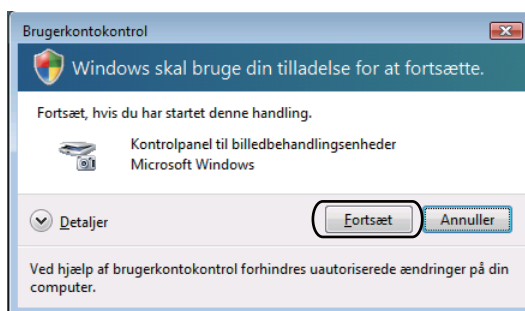 Brugerkontokontrol
Windows skal bruge din tilladelse for at fortsætte.
Fortsæt, hvis du har startet denne handling.
Kontrolpanel til billedbehandlingsenheder
Microsoft Windows
Detaljer
Fortsæt
Annuller
Ved hjælp af brugerkontokontrol forhindres uautoriserede ændringer på din
computer.